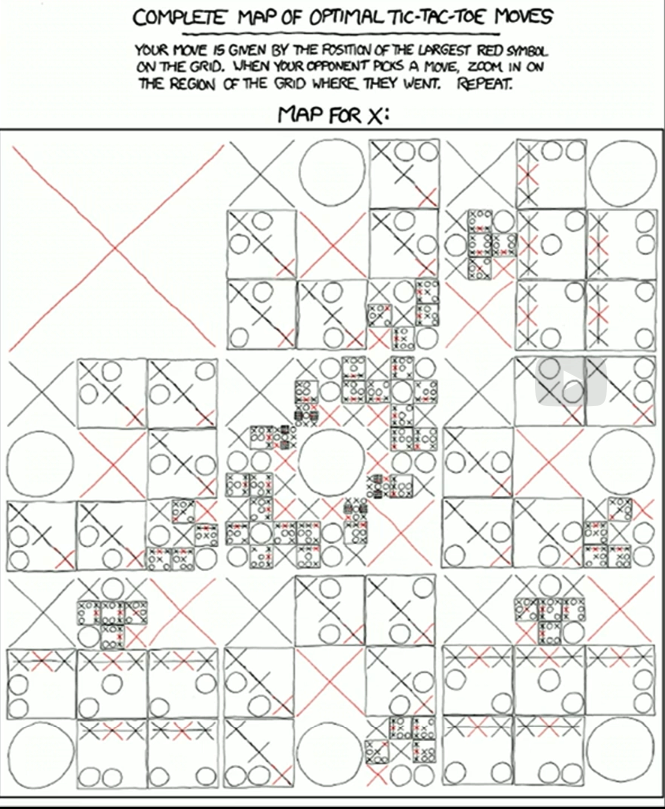 COMPLETE MAP OF OPTIMAL TIC-TAC-TOE MOVES
YOUR MOVE IS GIVEN BY THE POSITION OF THE LARGEST RED SYMBOL
ON THE GRID. WHEN YOUR OPPONENT PICKS A MOVE, ZOOM IN ON
THE REGION OF THE GRID WHERE THEY WENT. REPEAT.
MAP FOR X: